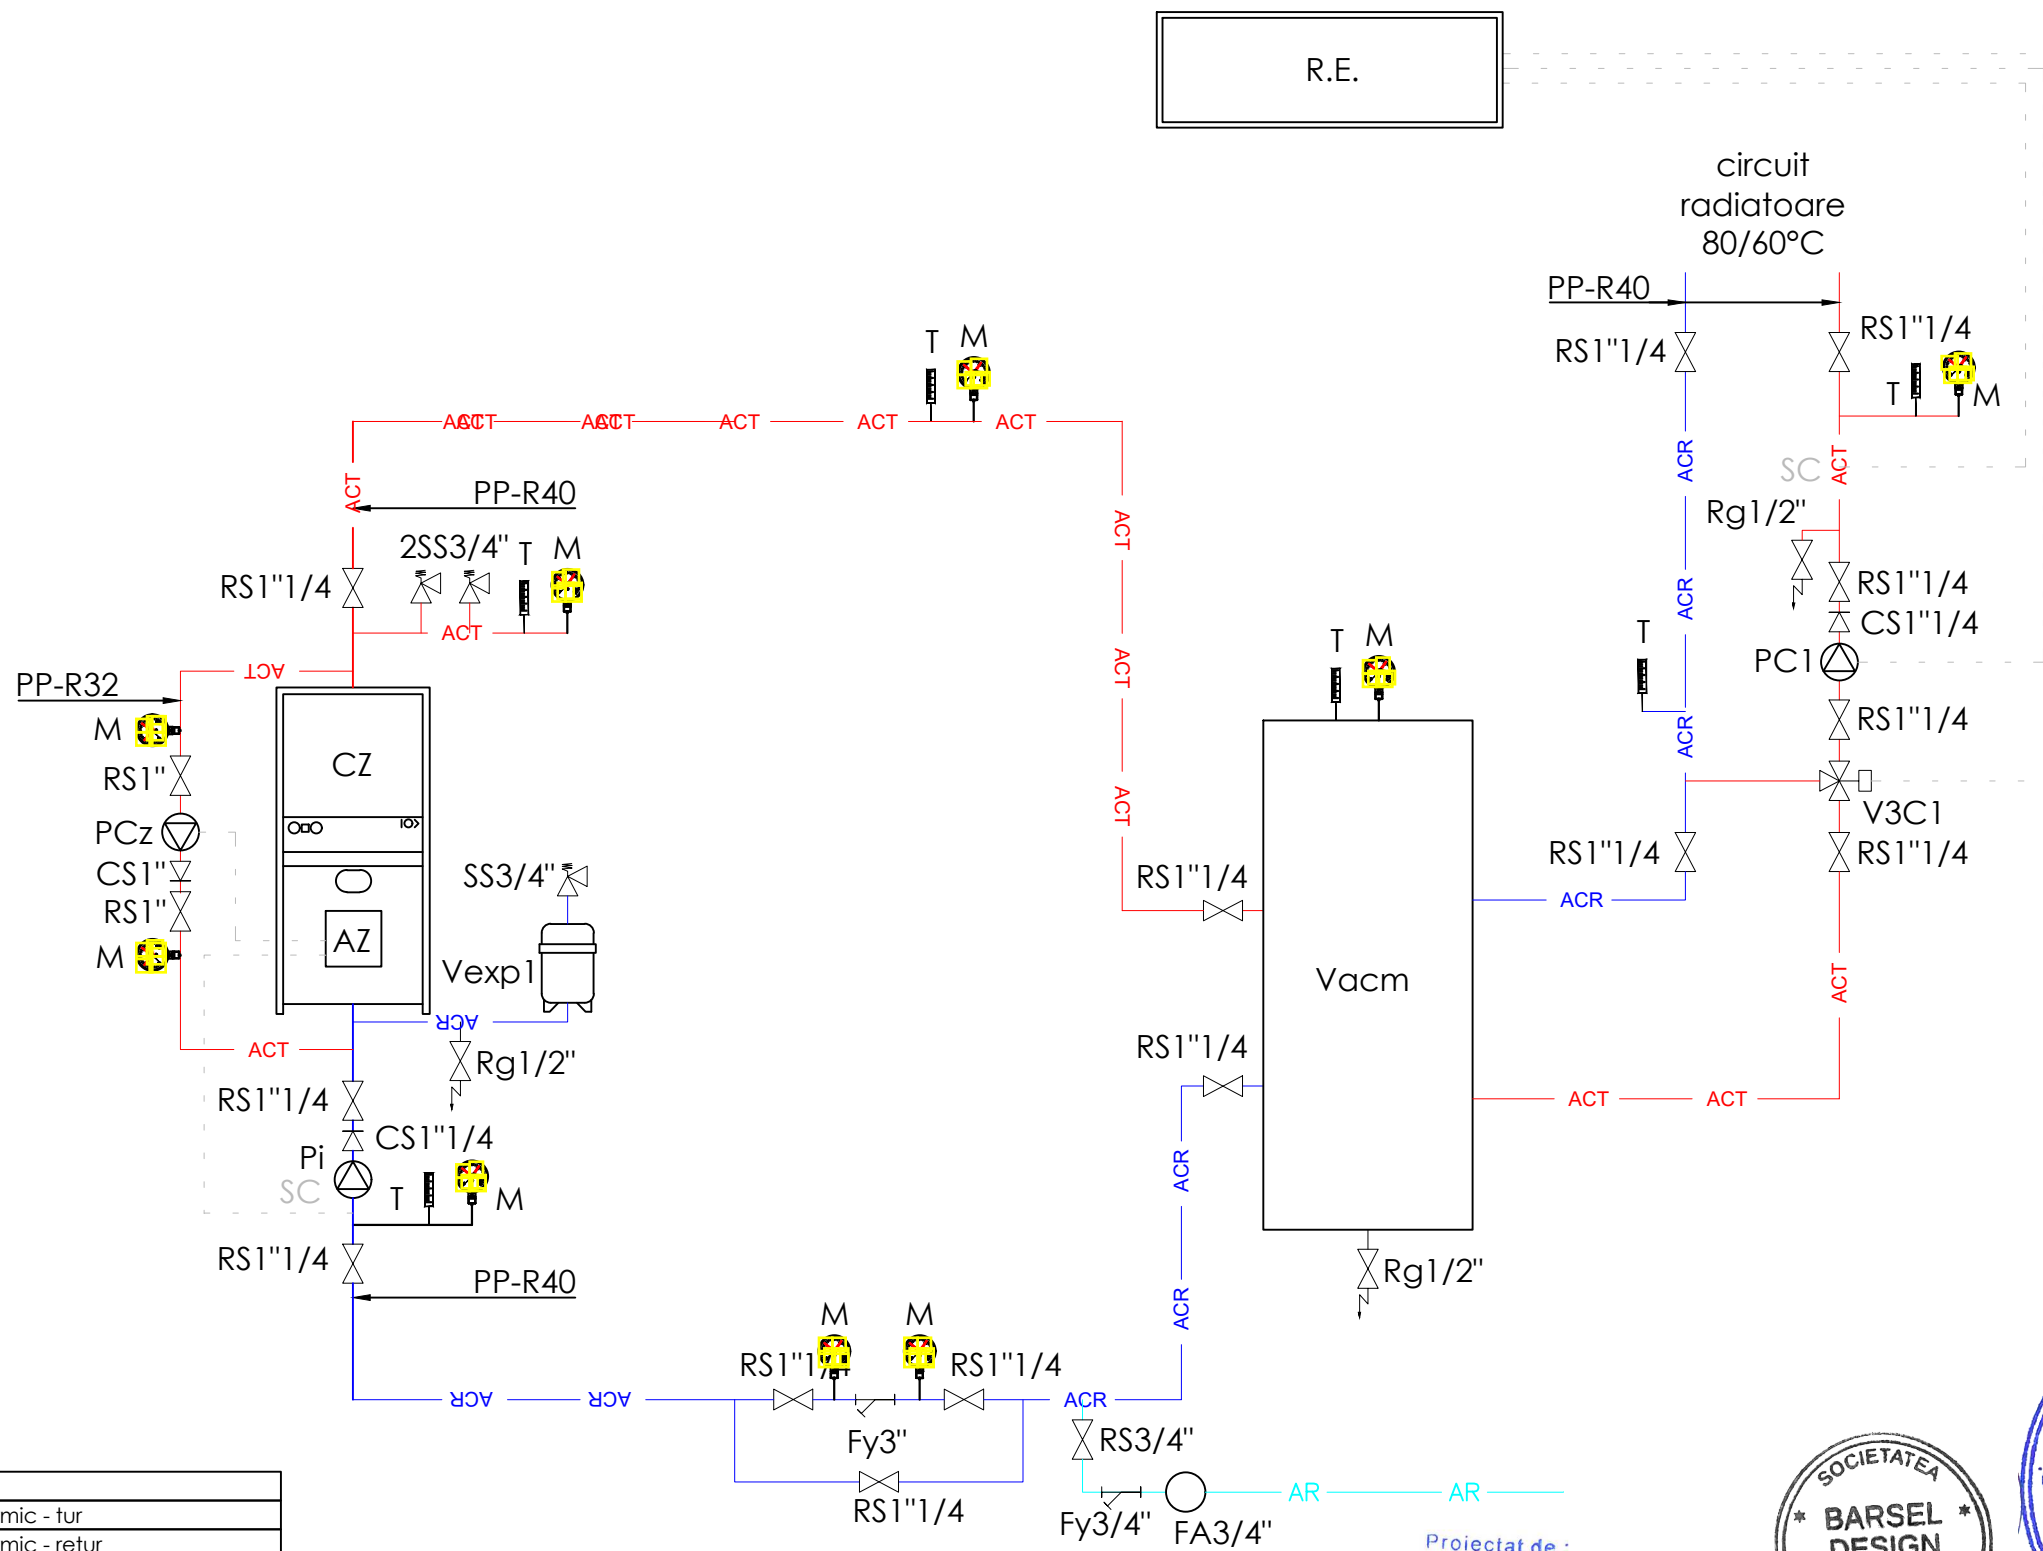 R.E.
circuit
radiatoare
80/60°C
PP-R40
RS1"1/4
RS1"1/4
T
M
T
M
ACT
ACT
ACT
ACT
ACT
ACT
ACT
ACR
SC
ACT
ACT
PP-R40
Rg1/2"
2SS3/4"
T
M
ACT
RS1"1/4
RS1"1/4
ACR
ACT
CS1"1/4
ACT
T
T
M
PC1
ACT
PP-R32
M
RS1"1/4
ACR
CZ
RS1"
ACT
V3C1
PCz
RS1"1/4
RS1"1/4
CS1"
SS3/4"
RS1"1/4
ACR
RS1"
AZ
M
Vexp1
Vacm
ACT
ACR
ACT
Rg1/2"
RS1"1/4
RS1"1/4
ACT
ACT
CS1"1/4
Pi
SC
T
M
ACR
RS1"1/4
PP-R40
Rg1/2"
ACR
M
M
RS1"1/4
RS1"1/4
ACR
ACR
ACR
Fy3"
RS3/4"
RS1"1/4
Fy3/4"
FA3/4"
AR
AR
mic - tur
mic - retur
Proiectat de :
SOCIETATEA
BARSEL
DESIGN